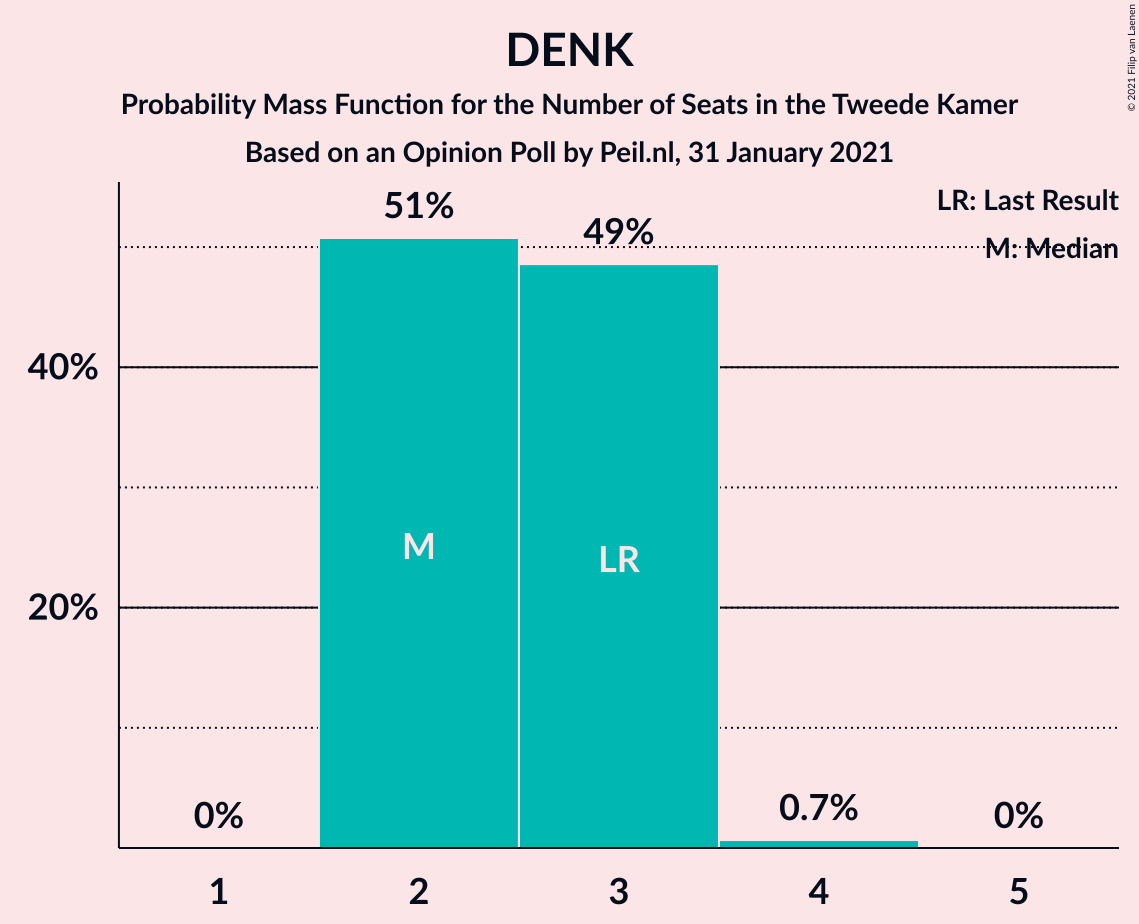 DENK
Probability Mass Function for the Number of Seats in the Tweede Kamer
Based on an Opinion Poll by Peil.nl, 31 January 2021
© 2021 Filip van Laenen
LR: Last Result
M: Median
51%
49%
40%
M
LR
20%
0%
0.7%
0%
1
2
3
4
5